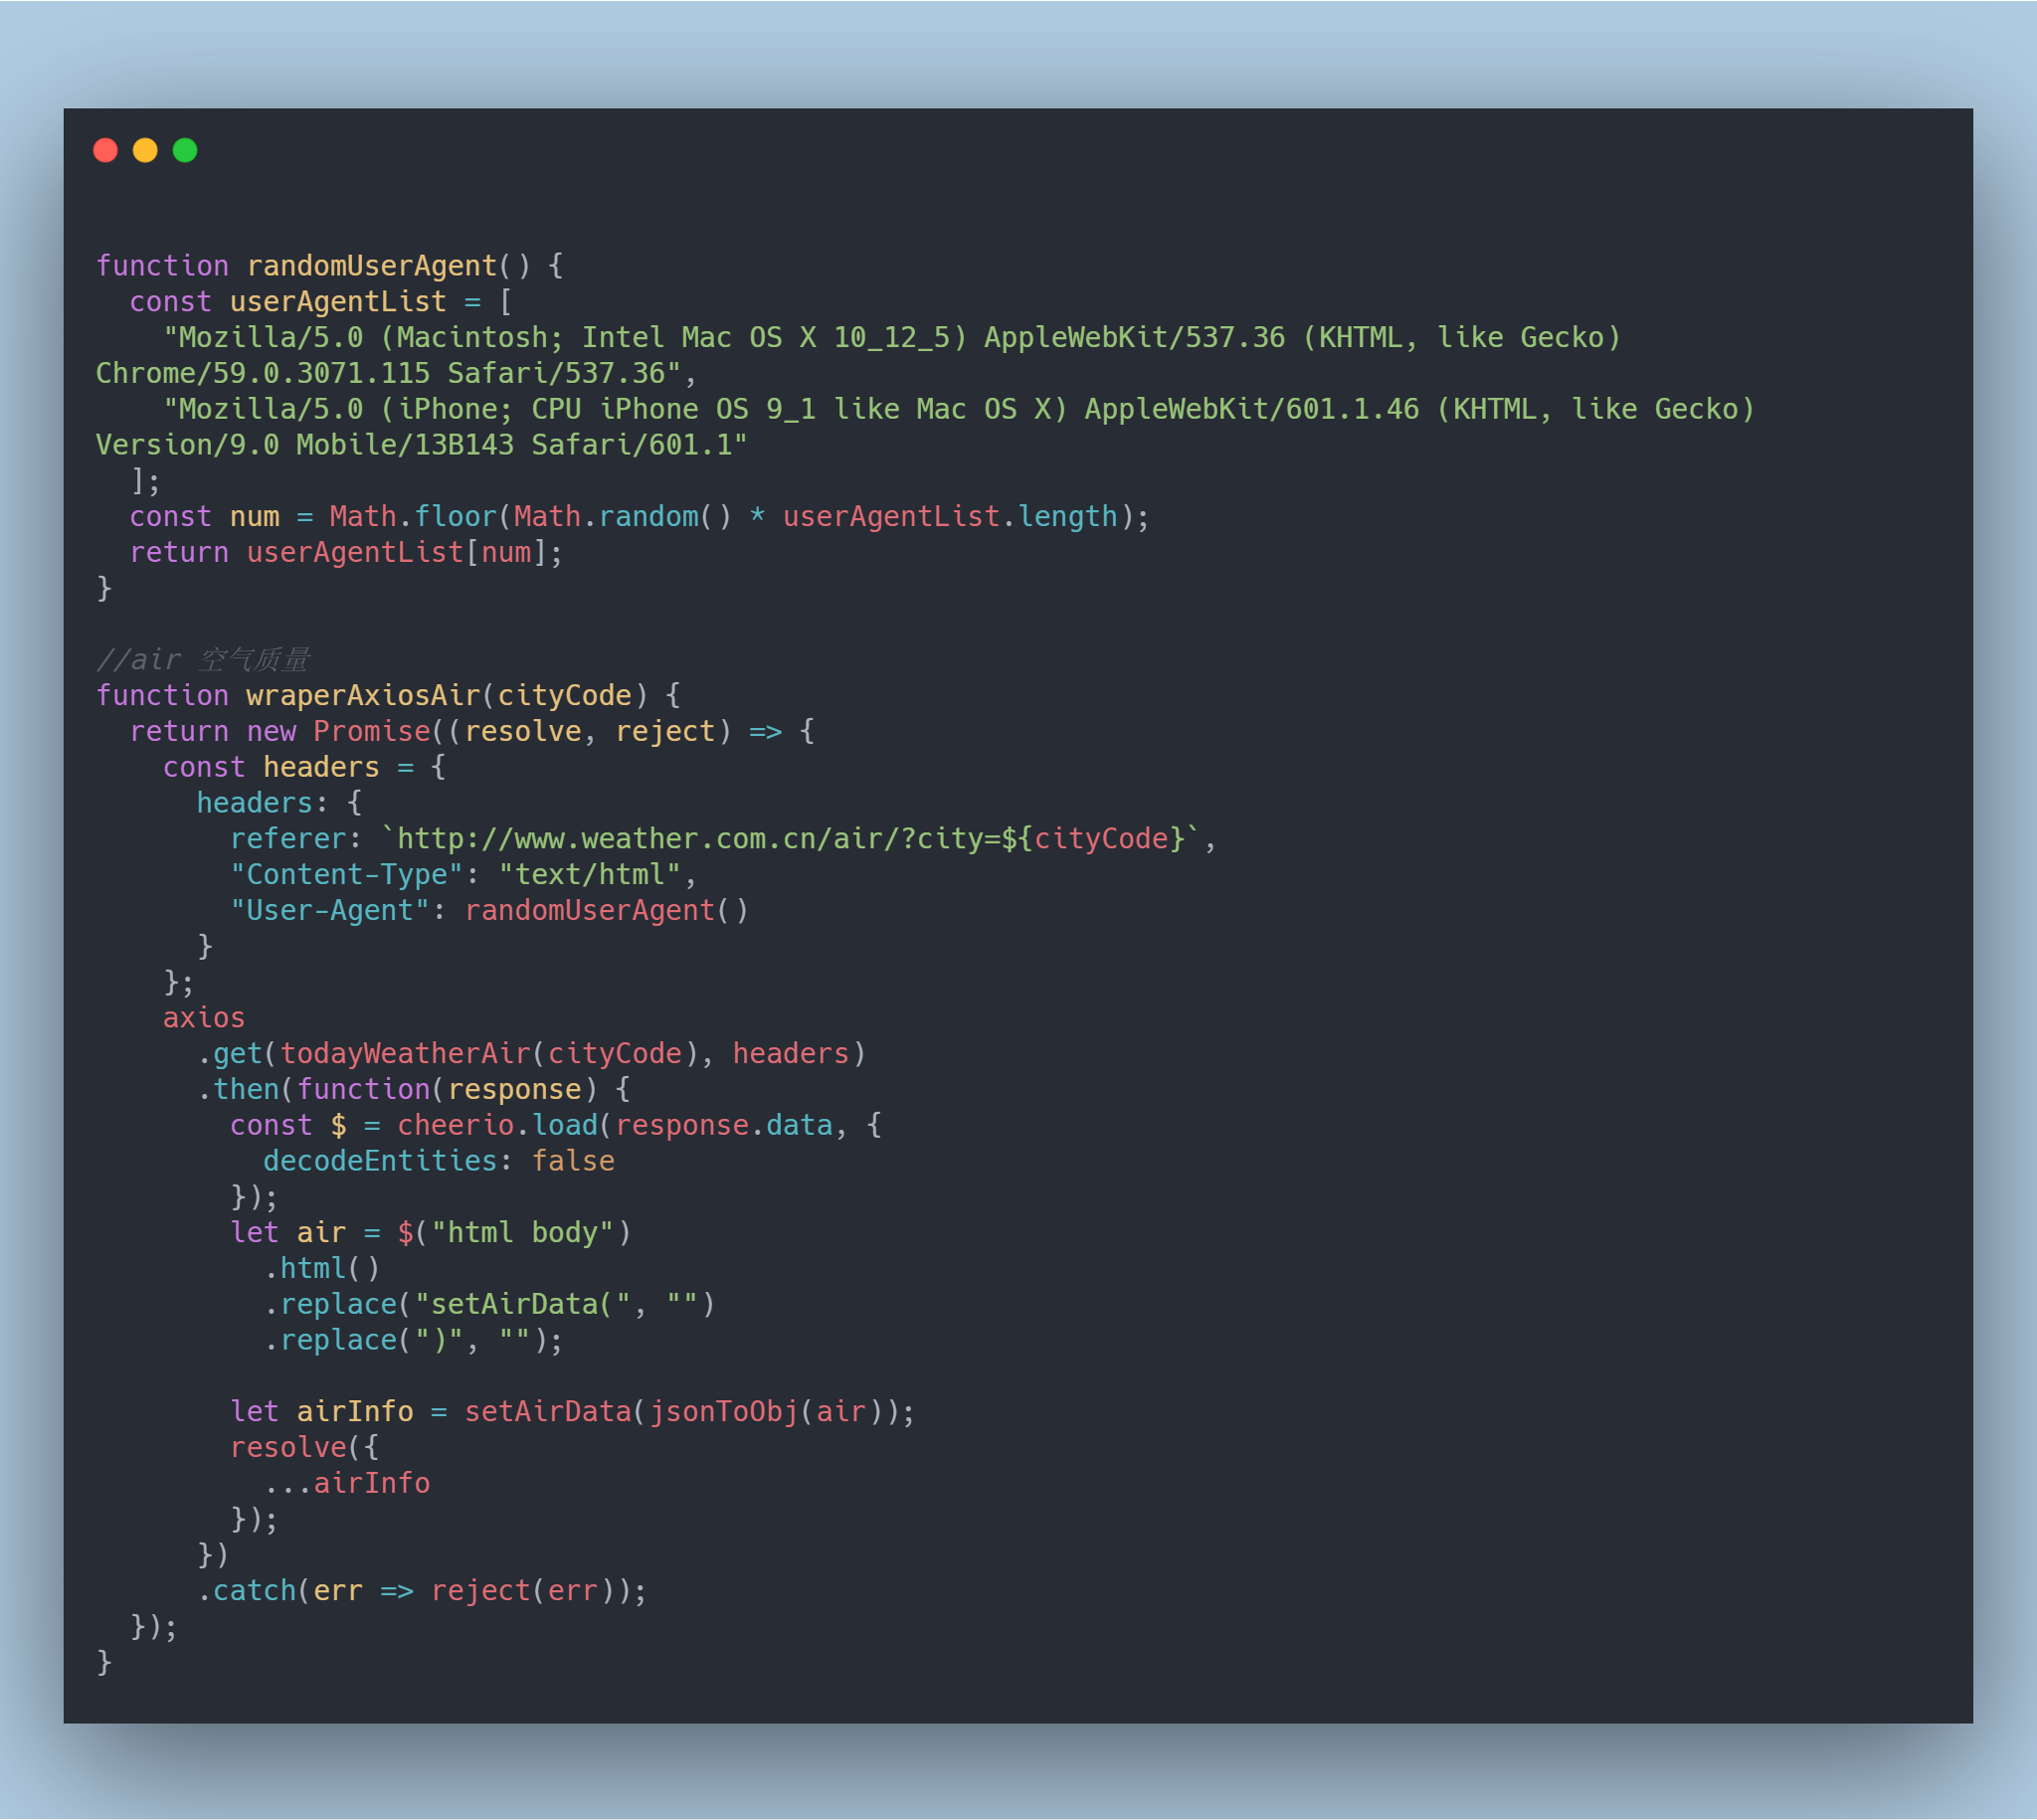 function randomUserAgent() {
  const userAgentList = [
    "Mozilla/5.0 (Macintosh; Intel Mac OS X 10_12_5) AppleWebKit/537.36 (KHTML, like Gecko)
Chrome/59.0.3071.115 Safari/537.36",
    "Mozilla/5.0 (iPhone; CPU iPhone OS 9_1 like Mac OS X) AppleWebKit/601.1.46 (KHTML, like Gecko)
Version/9.0 Mobile/13B143 Safari/601.1"
  ];
  const num = Math.floor(Math.random() * userAgentList.length);
  return userAgentList[num];
}

//air 空气质量
function wraperAxiosAir(cityCode) {
  return new Promise((resolve, reject) => {
    const headers = {
      headers: {
        referer: `http://www.weather.com.cn/air/?city=${cityCode}`,
        "Content-Type": "text/html",
        "User-Agent": randomUserAgent()
      }
    };
    axios
      .get(todayWeatherAir(cityCode), headers)
      .then(function(response) {
        const $ = cheerio.load(response.data, {
          decodeEntities: false
        });
        let air = $("html body")
          .html()
          .replace("setAirData(", "")
          .replace(")", "");

        let airInfo = setAirData(jsonToObj(air));
        resolve({
          ...airInfo
        });
      })
      .catch(err => reject(err));
  });
}